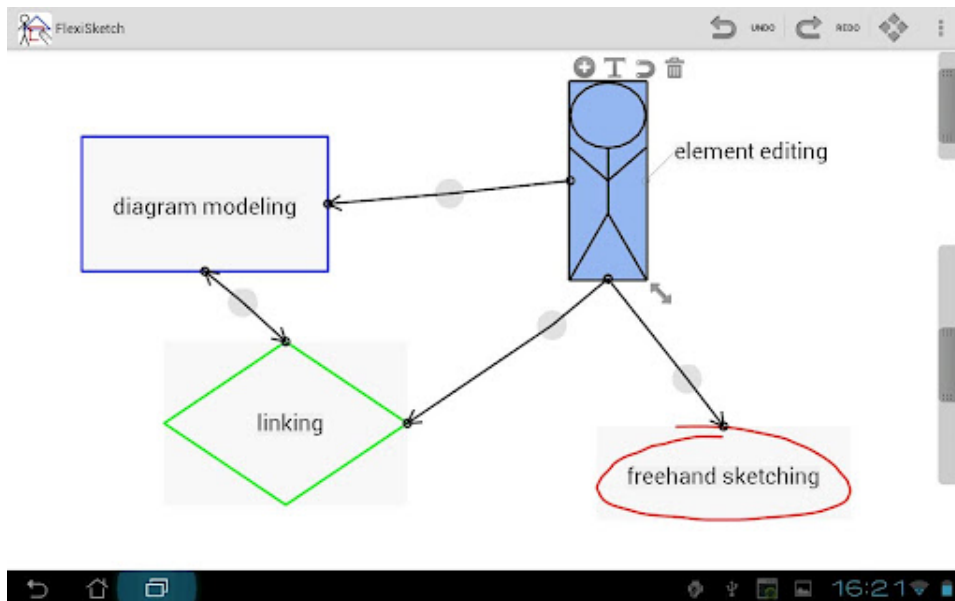 FlexiSketch
UNDO
REDO
element editing
diagram modeling
linking
freehand sketching
16:21